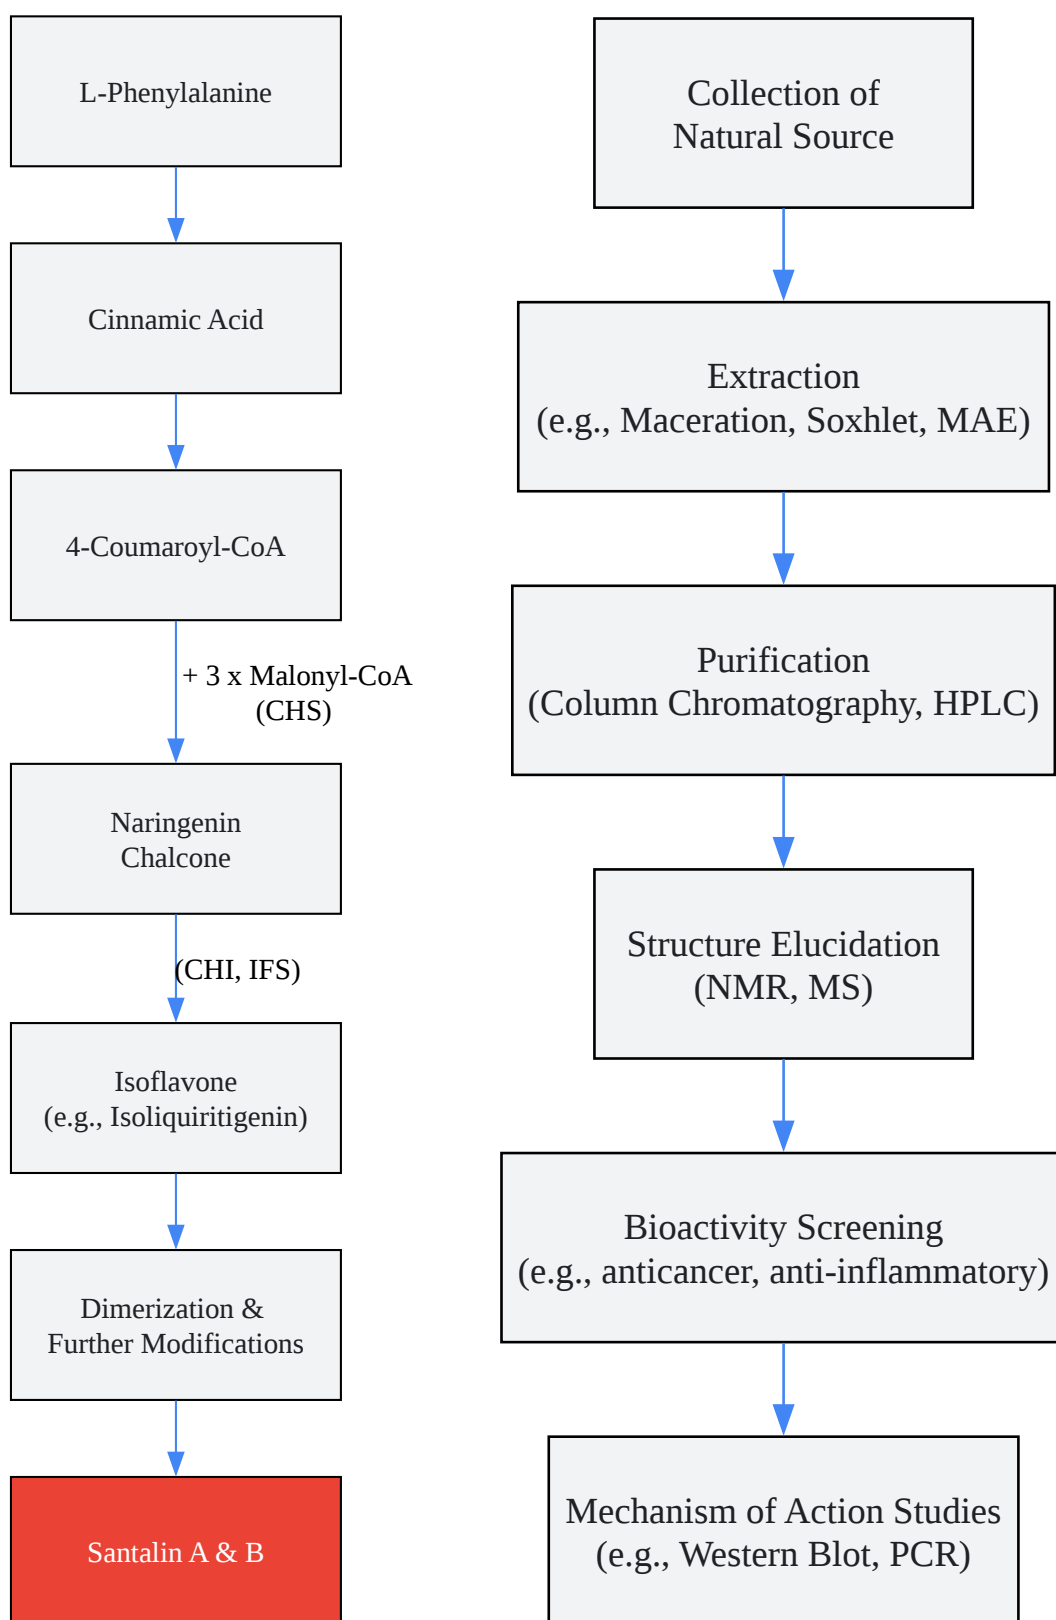 L-Phenylalanine
Cinnamic Acid
4-Coumaroyl-CoA
+ 3 x Malonyl-CoA
(CHS)
Naringenin
Chalcone
(CHI, IFS)
Isoflavone
(e.g., Isoliquiritigenin)
Dimerization &
Further Modifications
Santalin A & B
Collection of
Natural Source
Extraction
(e.g., Maceration, Soxhlet, MAE)
Purification
(Column Chromatography, HPLC)
Structure Elucidation
(NMR, MS)
Bioactivity Screening
(e.g., anticancer, anti-inflammatory)
Mechanism of Action Studies
(e.g., Western Blot, PCR)